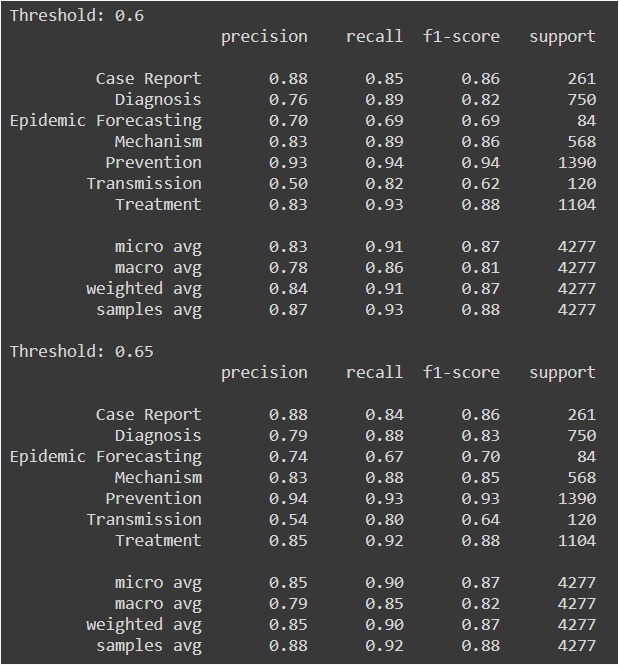 Threshold: 0.6
precision recall f1-score support
Case Report 0.88 0.85 0.86 261
Diagnosis 0.76 0.89 0.82 750
Epidemic Forecasting 0.70 0.69 0.69 84
Mechanism 0.83 0.89 0.86 568
Prevention 0.93 0.94 0.94 1390
Transmission 0.50 0.82 0.62 120
Treatment 0.83 0.93 0.88 1104
micro avg 0.83 0.91 0.87 4277
macro avg 0.78 0.86 0.81 4277
weighted avg 0.84 0.91 0.87 4277
samples avg 0.87 0.93 0.88 4277
Threshold: 0.65
precision recall f1-score support
Case Report 0.88 0.84 0.86 261
Diagnosis 0.79 0.88 0.83 750
Epidemic Forecasting 0.74 0.67 0.70 84
Mechanism 0.83 0.88 0.85 568
Prevention 0.94 0.93 0.93 1390
Transmission 0.54 0.80 0.64 120
Treatment 0.85 0.92 0.88 1104
micro avg 0.85 0.90 0.87 4277
macro avg 0.79 0.85 0.82 4277
weighted avg 0.85 0.90 0.87 4277
samples avg 0.88 0.92 0.88 4277